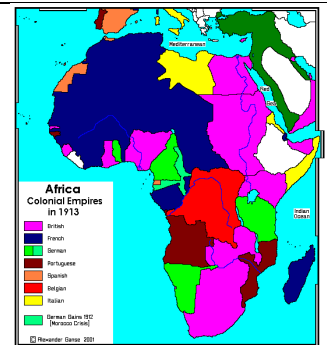 Mediterranean
Red
Sea
Indian
Ocean
Africa
Colonial Empires
in 1913
British
French
German
Portuguese
Spanish
Belgian
Italian
German Gains 1912
(Morocco Crisis)
© Alexander Ganse 2001